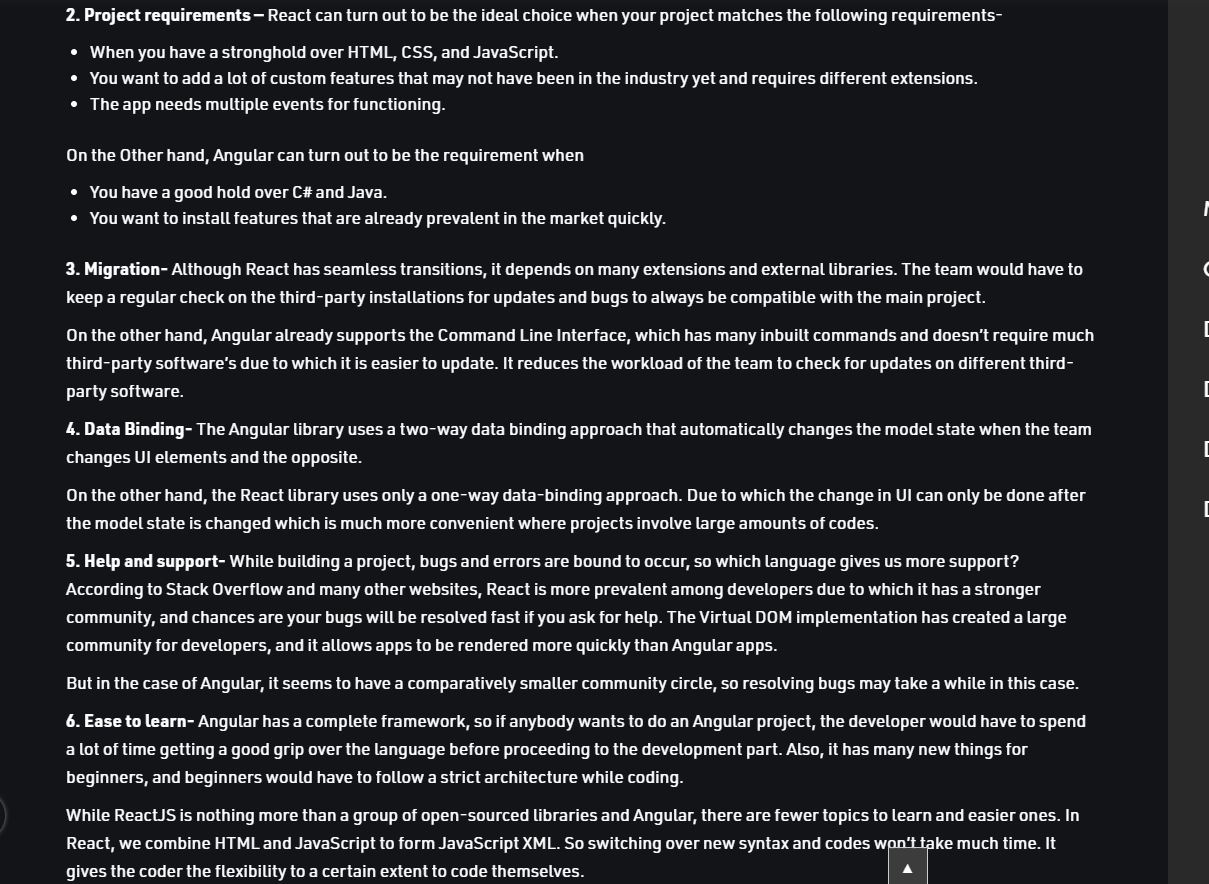 2. Project requirements – React can turn out to be the ideal choice when your project matches the following requirements-
• When you have a stronghold over HTML, CSS, and JavaScript.
• You want to add a lot of custom features that may not have been in the industry yet and requires different extensions.
• The app needs multiple events for functioning.
On the Other hand, Angular can turn out to be the requirement when
• You have a good hold over C# and Java.
• You want to install features that are already prevalent in the market quickly.
3. Migration- Although React has seamless transitions, it depends on many extensions and external libraries. The team would have to
keep a regular check on the third-party installations for updates and bugs to always be compatible with the main project.
On the other hand, Angular already supports the Command Line Interface, which has many inbuilt commands and doesn’t require much
third-party software’s due to which it is easier to update. It reduces the workload of the team to check for updates on different third-
party software.
4. Data Binding- The Angular library uses a two-way data binding approach that automatically changes the model state when the team
changes UI elements and the opposite.
On the other hand, the React library uses only a one-way data-binding approach. Due to which the change in UI can only be done after
the model state is changed which is much more convenient where projects involve large amounts of codes.
5. Help and support- While building a project, bugs and errors are bound to occur, so which language gives us more support?
According to Stack Overflow and many other websites, React is more prevalent among developers due to which it has a stronger
community, and chances are your bugs will be resolved fast if you ask for help. The Virtual DOM implementation has created a large
community for developers, and it allows apps to be rendered more quickly than Angular apps.
But in the case of Angular, it seems to have a comparatively smaller community circle, so resolving bugs may take a while in this case.
6. Ease to learn- Angular has a complete framework, so if anybody wants to do an Angular project, the developer would have to spend
a lot of time getting a good grip over the language before proceeding to the development part. Also, it has many new things for
beginners, and beginners would have to follow a strict architecture while coding.
While ReactJS is nothing more than a group of open-sourced libraries and Angular, there are fewer topics to learn and easier ones. In
React, we combine HTML and JavaScript to form JavaScript XML. So switching over new syntax and codes won’t take much time. It
gives the coder the flexibility to a certain extent to code themselves.